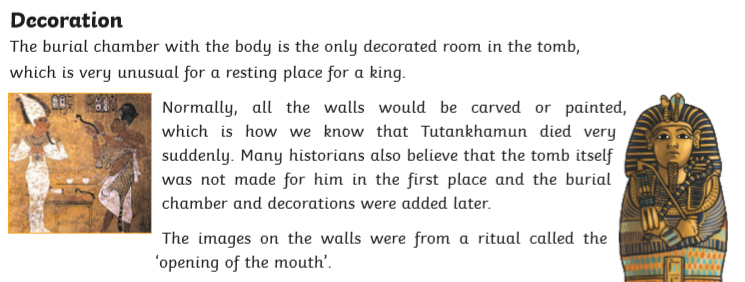 Decoration
The burial chamber with the body is the only decorated room in the tomb,
which is very unusual for a resting place for a king.
Normally, all the walls would be carved or painted,
which is how we know that Tutankhamun died very
suddenly. Many historians also believe that the tomb itself
was not made for him in the first place and the burial
chamber and decorations were added later.
The images on the walls were from a ritual called the
‘opening of the mouth’.